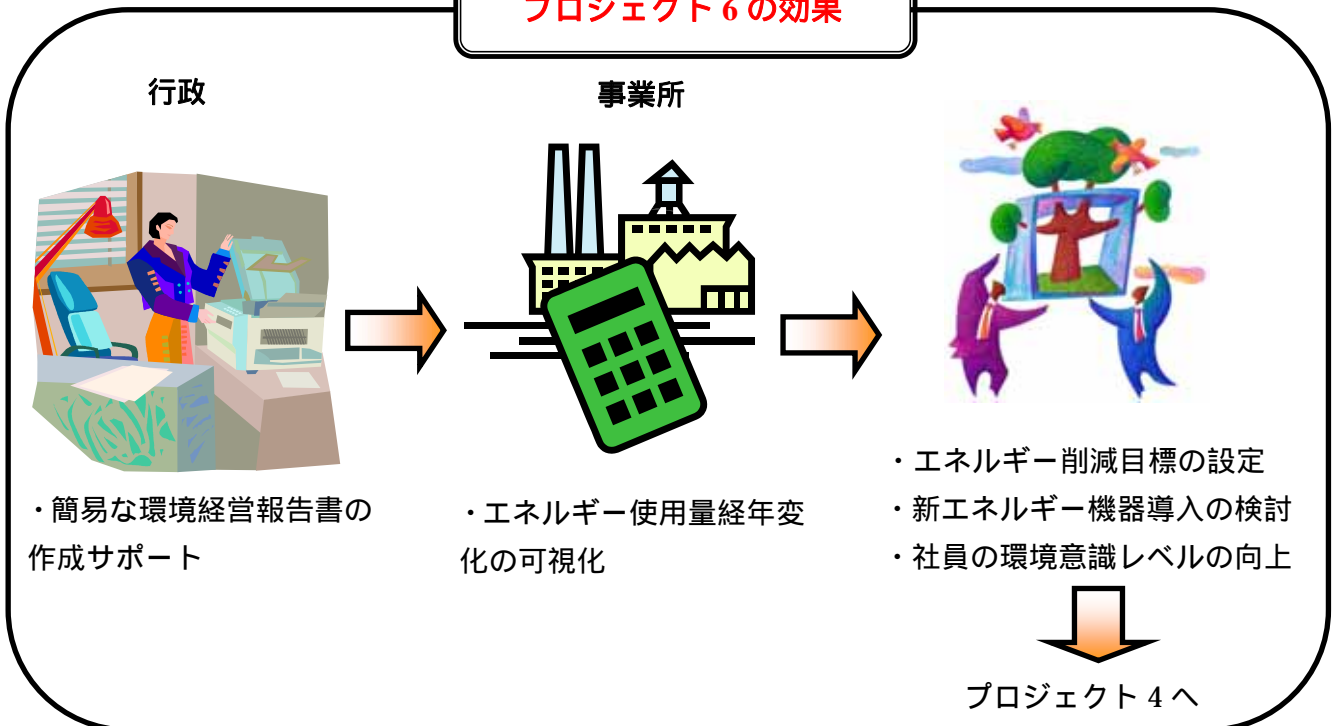 プロジェクト 6 の効果
行政
事業所
・簡易な環境経営報告書の
作成サポート
・エネルギー使用量経年変
化の可視化
・エネルギー削減目標の設定
・新エネルギー機器導入の検討
・社員の環境意識レベルの向上
プロジェクト 4 へ